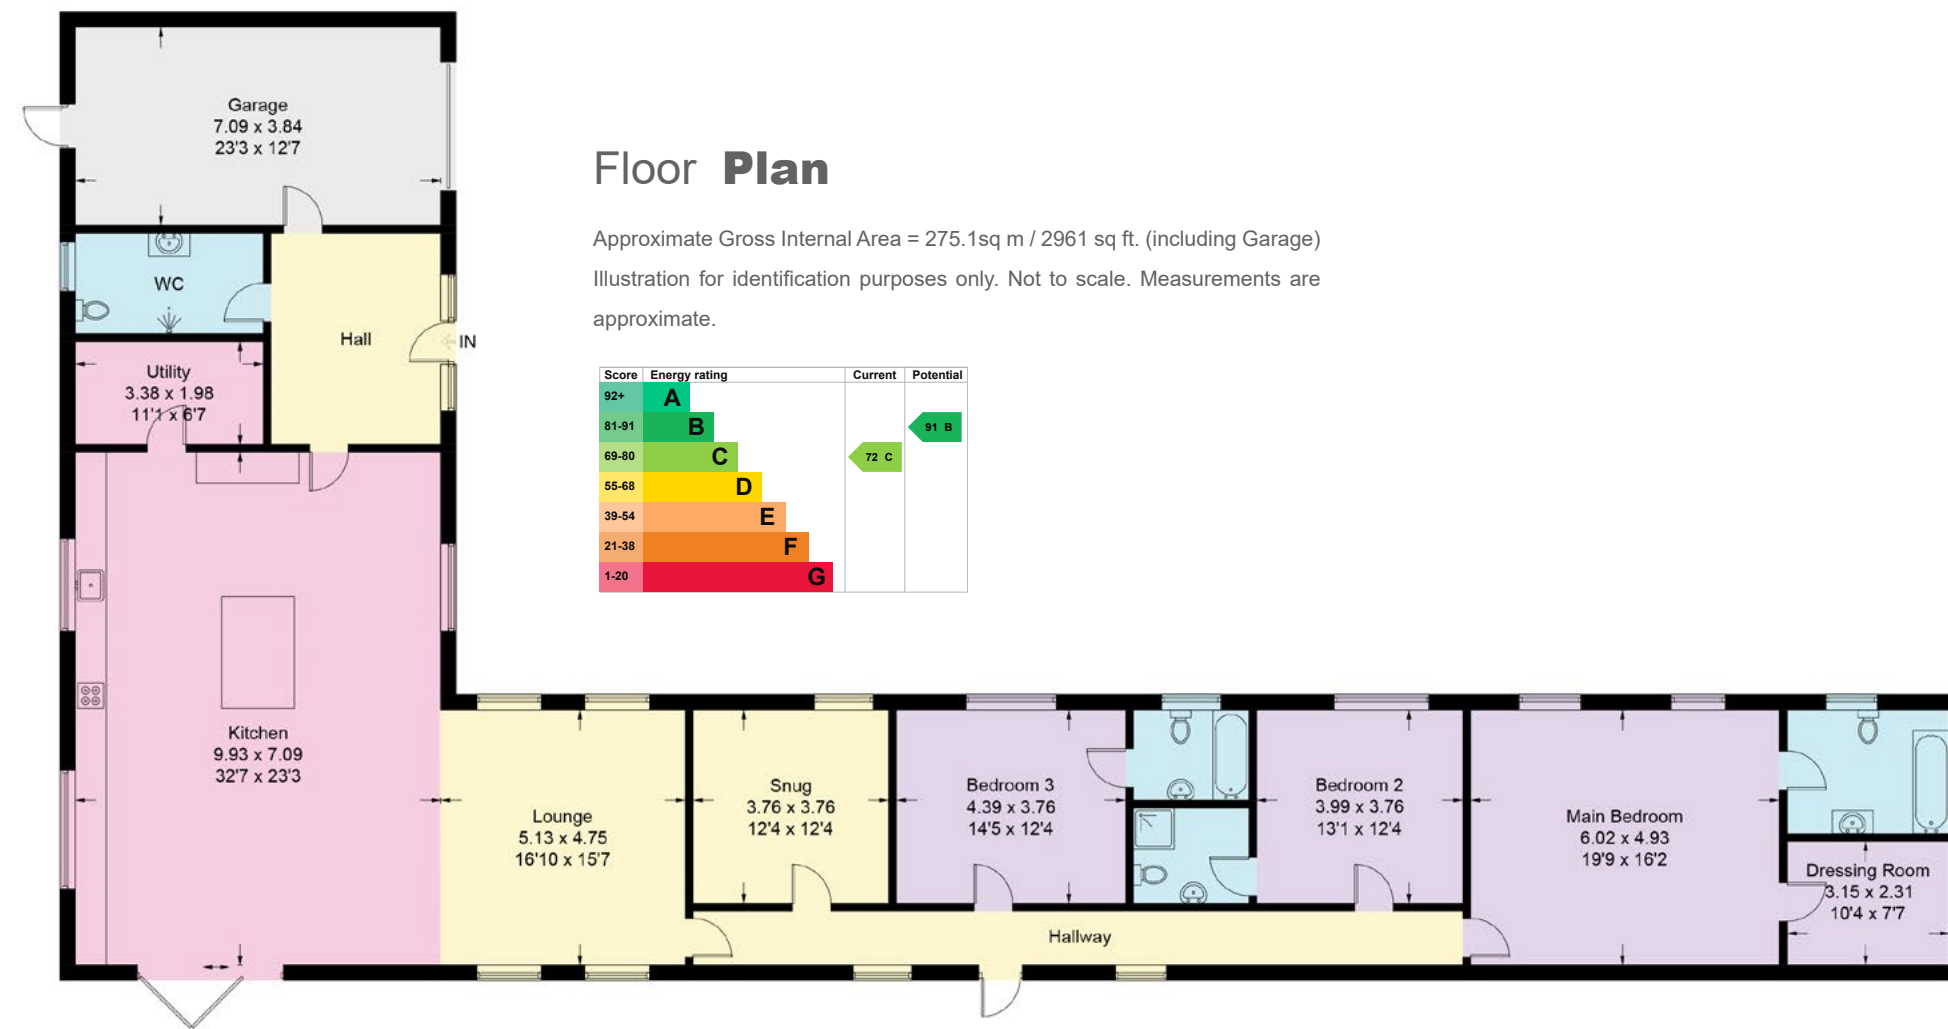 Garage
7.09 x 3.84
23'3 x 12'7
Floor Plan
Approximate Gross Internal Area = 275.1sq m / 2961 sq ft. (including Garage)
Illustration for identification purposes only. Not to scale. Measurements are
approximate.
WC
Hall
IN
Utility
3.38 x 1.98
11'1 x 6'7
Score Energy rating Current Potential
92+ A
81-91 B 91 B
69-80 C 72 C
55-68 D
39-54 E
21-38 F
1-20 G
Kitchen
9.93 x 7.09
32'7 x 23'3
Lounge
5.13 x 4.75
16'10 x 15'7
Snug
3.76 x 3.76
12'4 x 12'4
Bedroom 3
4.39 x 3.76
14'5 x 12'4
Bedroom 2
3.99 x 3.76
13'1 x 12'4
Main Bedroom
6.02 x 4.93
19'9 x 16'2
Dressing Room
3.15 x 2.31
10'4 x 7'7
Hallway